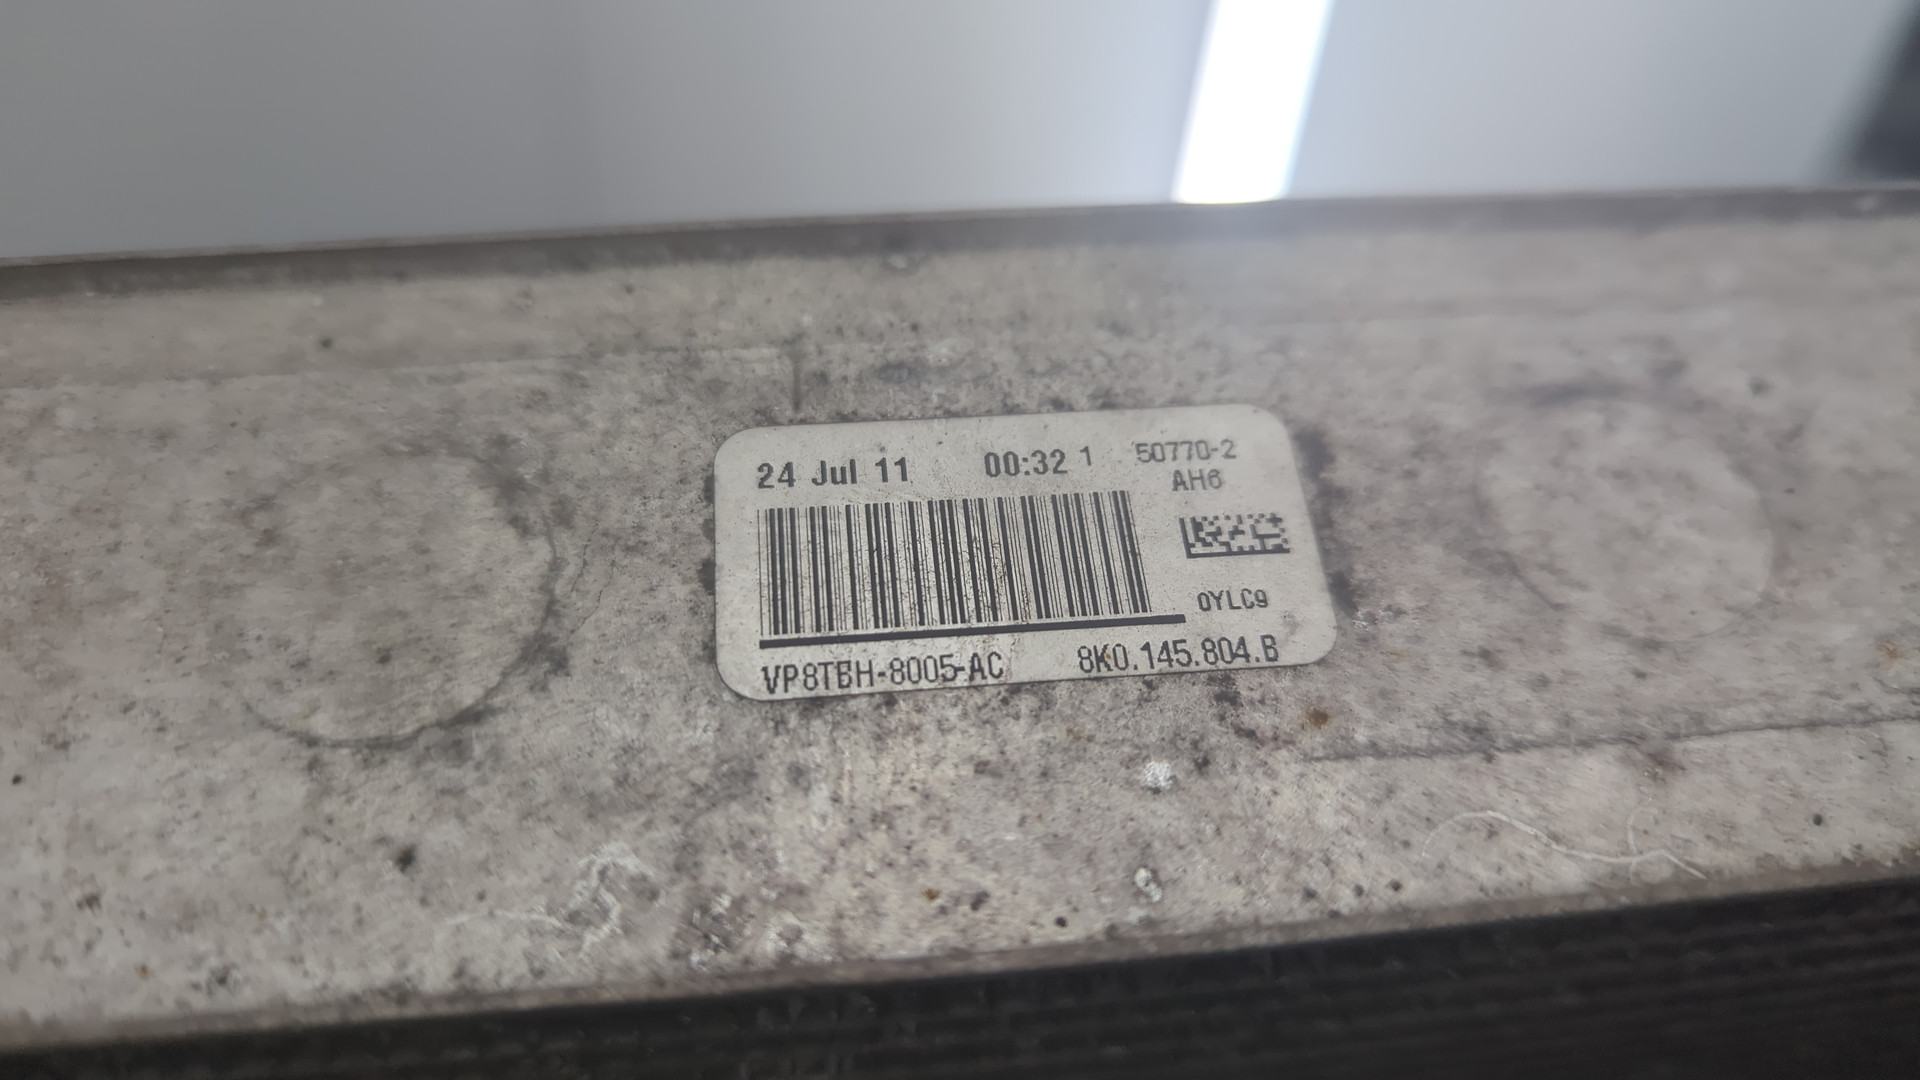 24 Jul 11 00:32 1 50770-2
AH6
0YLC9
VP8TBH-8005-AC 8K0.145.804.B